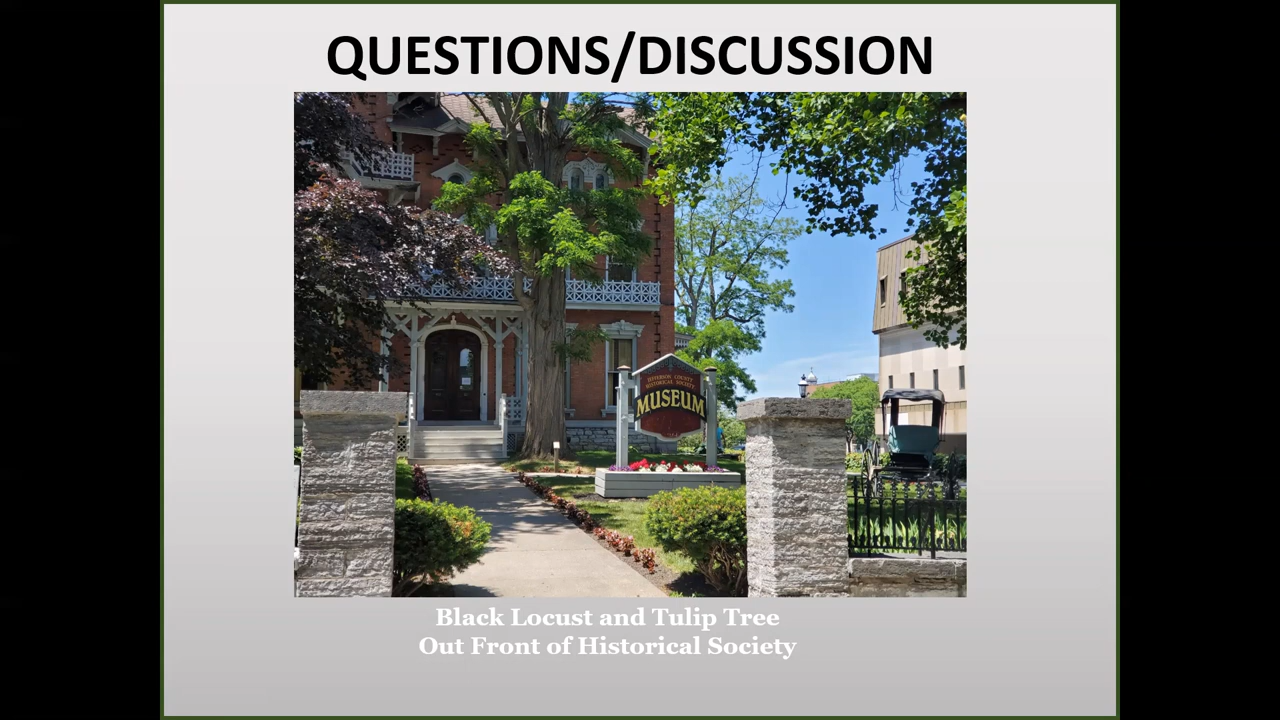 QUESTIONS/DISCUSSION
JEFFERSON COUNTY
HISTORICAL SOCIETY
MUSEUM
Black Locust and Tulip Tree
Out Front of Historical Society